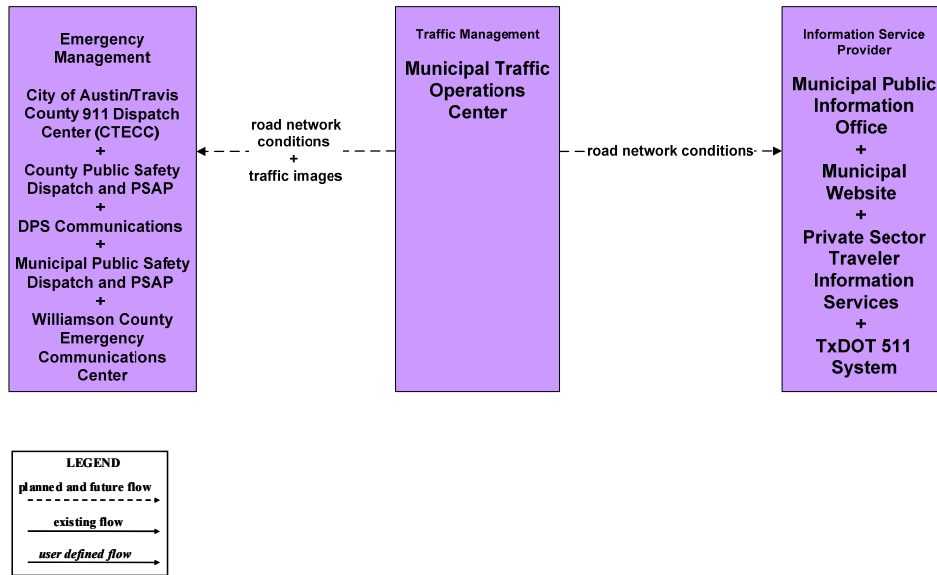 Emergency
Management
City of Austin/Travis
County 911 Dispatch
Center (CTECC)
+
County Public Safety
Dispatch and PSAP
+
DPS Communications
+
Municipal Public Safety
Dispatch and PSAP
+
Williamson County
Emergency
Communications
Center
road network
conditions
+
traffic images
Traffic Management
Municipal Traffic
Operations
Center
road network conditions
Information Service
Provider
Municipal Public
Information
Office
+
Municipal
Website
+
Private Sector
Traveler
Information
Services
+
TxDOT 511
System
LEGEND
planned and future flow
existing flow
user defined flow